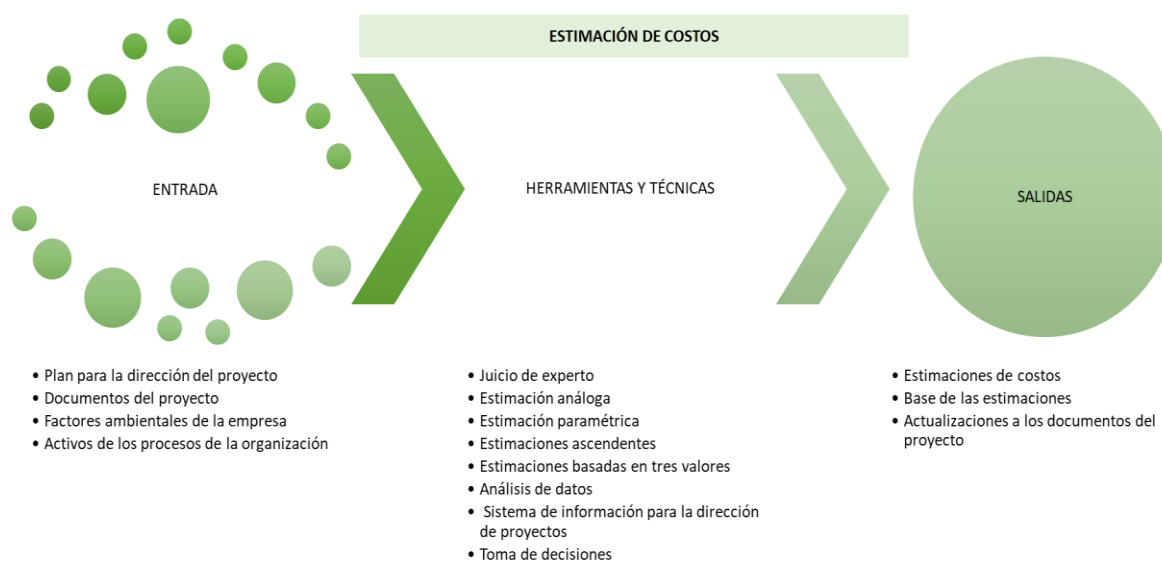 ESTIMACIÓN DE COSTOS
ENTRADA
HERRAMIENTAS Y TÉCNICAS
SALIDAS
• Plan para la dirección del proyecto
• Documentos del proyecto
• Factores ambientales de la empresa
• Activos de los procesos de la organización
• Juicio de experto
• Estimación análoga
• Estimación paramétrica
• Estimaciones ascendentes
• Estimaciones basadas en tres valores
• Análisis de datos
• Sistema de información para la dirección
de proyectos
• Toma de decisiones
• Estimaciones de costos
• Base de las estimaciones
• Actualizaciones a los documentos del
proyecto